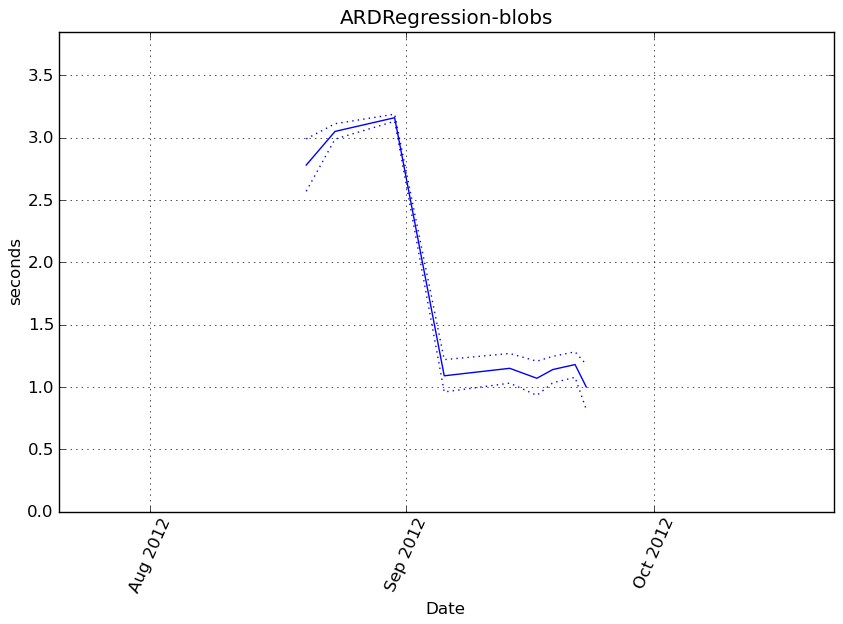 ARDRegression-blobs
3.5
3.0
2.5
2.0
1.5
1.0
0.5
0.0
seconds
Aug 2012
Sep 2012
Oct 2012
Date